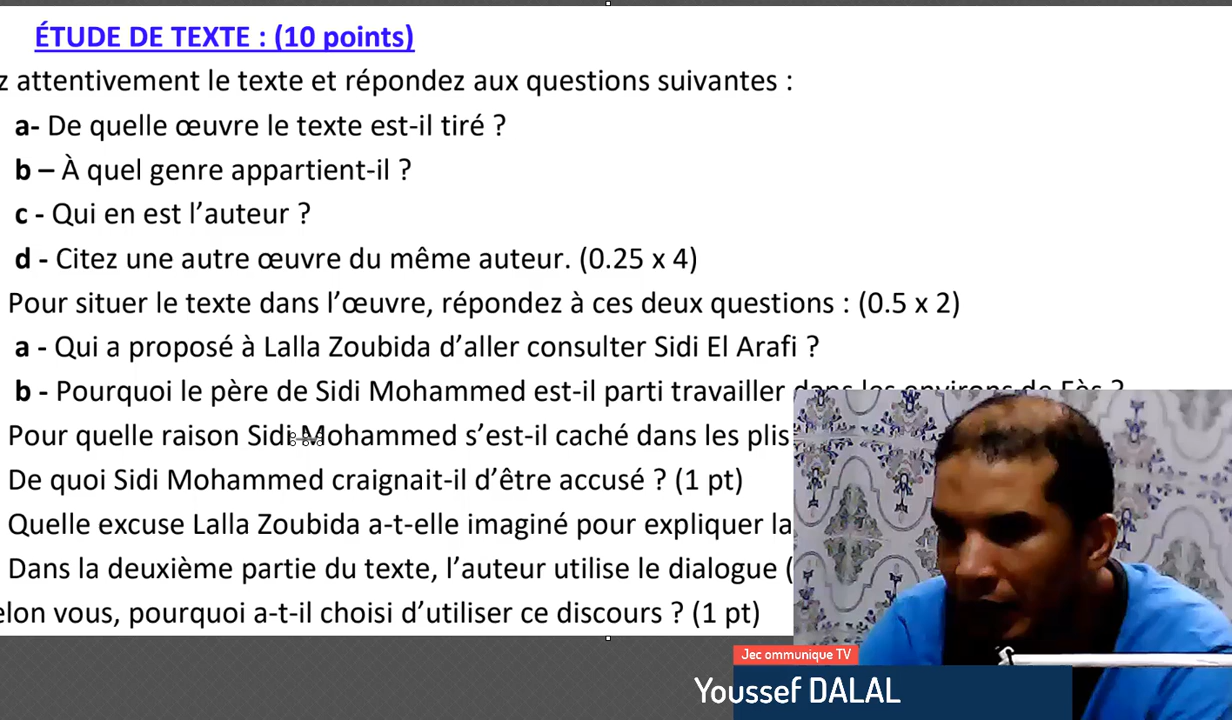 ÉTUDE DE TEXTE : (10 points)
z attentivement le texte et répondez aux questions suivantes :
a- De quelle œuvre le texte est-il tiré ?
b – À quel genre appartient-il ?
c - Qui en est l’auteur ?
d - Citez une autre œuvre du même auteur. (0.25 x 4)
Pour situer le texte dans l’œuvre, répondez à ces deux questions : (0.5 x 2)
a - Qui a proposé à Lalla Zoubida d’aller consulter Sidi El Arafi ?
b - Pourquoi le père de Sidi Mohammed est-il parti travailler dans les environs de Fès ?
Pour quelle raison Sidi Mohammed s’est-il caché dans les plis
De quoi Sidi Mohammed craignait-il d’être accusé ? (1 pt)
Quelle excuse Lalla Zoubida a-t-elle imaginé pour expliquer la
Dans la deuxième partie du texte, l’auteur utilise le dialogue (
elon vous, pourquoi a-t-il choisi d’utiliser ce discours ? (1 pt)
Jec ommunique TV
Youssef DALAL